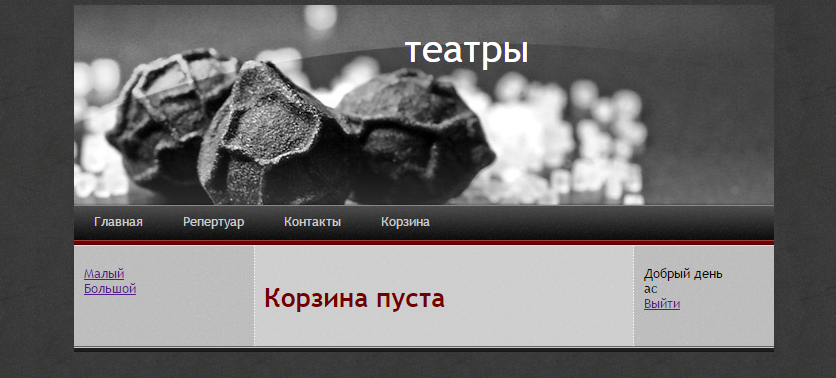 театры
Главная Репертуар Контакты Корзина
Малый
Большой
Корзина пуста
Добрый день
ас
Выйти